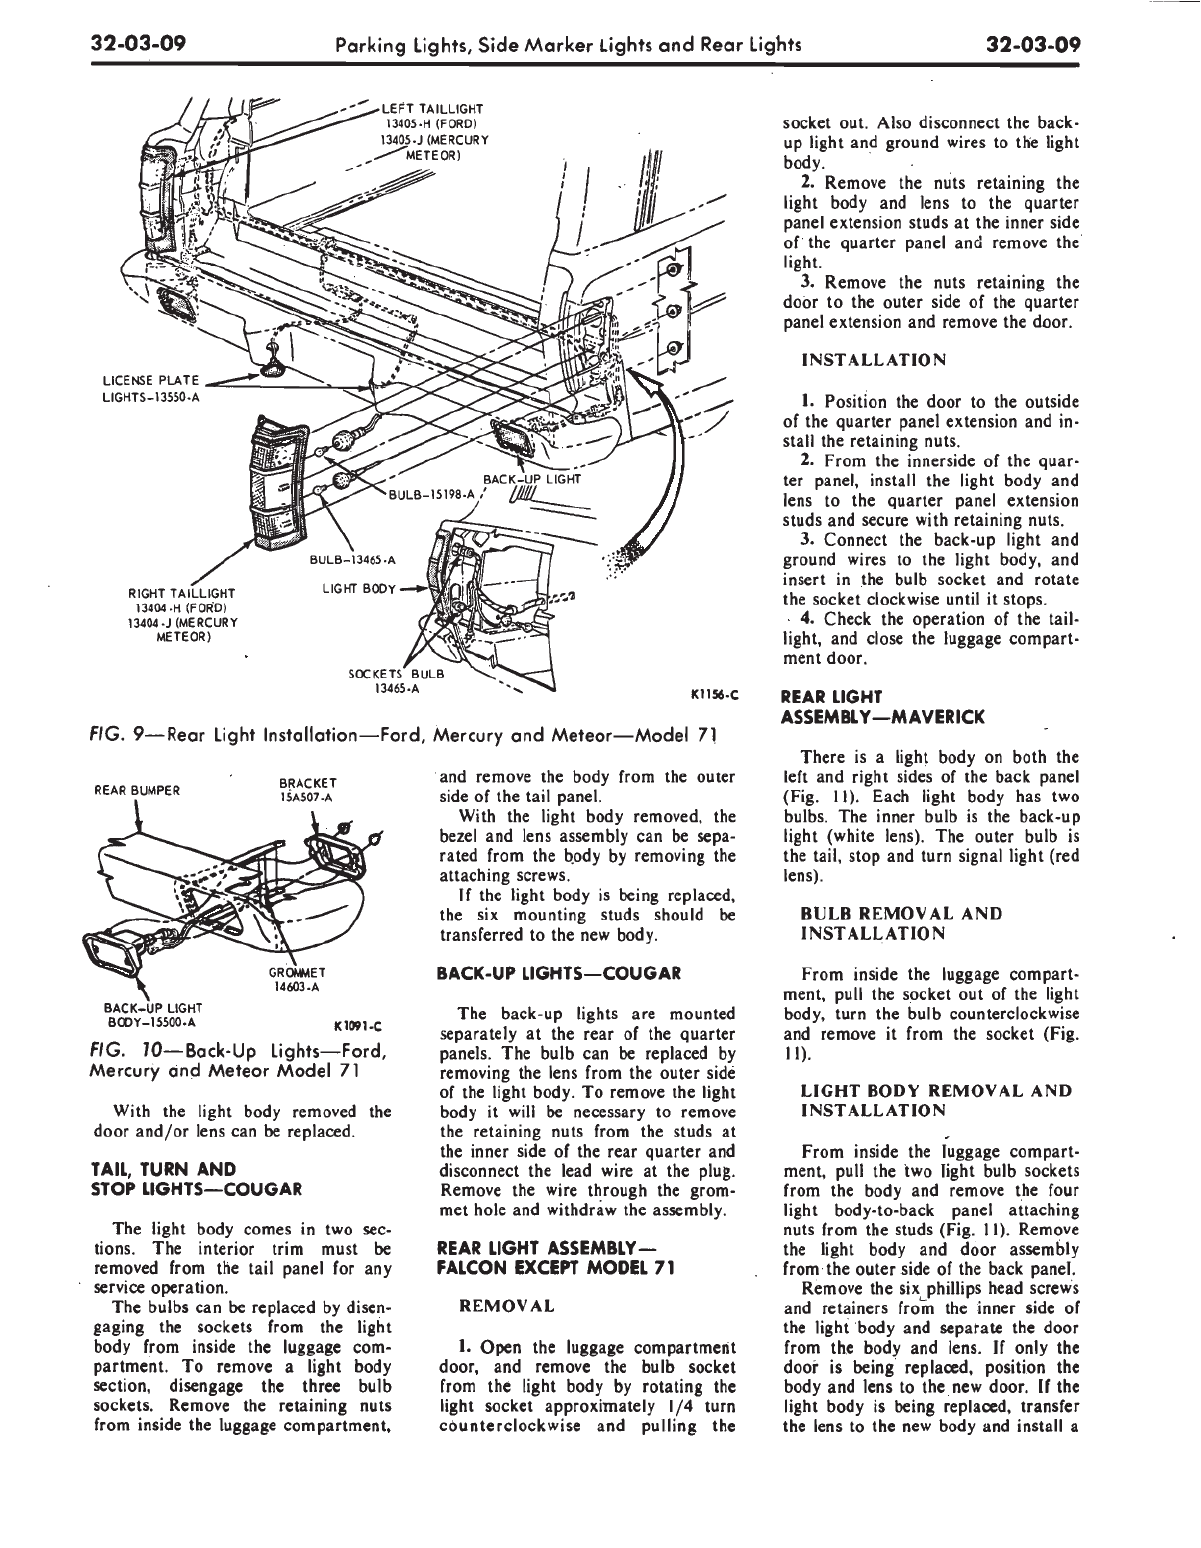 32-03-09 Parking Lights, Side Marker Lights and Rear Lights 32-03-09
LEFT TAILLIGHT
13405-H (FORD)
13405-J (MERCURY
METEOR)
LICENSE PLATE
LIGHTS-13550-A
BACK-UP LIGHT
BULB-15198-A
BULB-13465-A
RIGHT TAILLIGHT
13404-H (FORD)
13404-J (MERCURY
METEOR)
LIGHT BODY
SOCKETS BULB
13465-A
K1156-C
FIG. 9—Rear Light Installation—Ford, Mercury and Meteor—Model 71
REAR BUMPER
BRACKET
15A507-A
GROMMET
14603-A
BACK-UP LIGHT
BODY-15500-A
K1091-C
FIG. 10—Back-Up Lights—Ford,
Mercury and Meteor Model 71
With the light body removed the
door and/or lens can be replaced.
TAIL, TURN AND
STOP LIGHTS—COUGAR
The light body comes in two sec-
tions. The interior trim must be
removed from the tail panel for any
service operation.
The bulbs can be replaced by disen-
gaging the sockets from the light
body from inside the luggage com-
partment. To remove a light body
section, disengage the three bulb
sockets. Remove the retaining nuts
from inside the luggage compartment,
and remove the body from the outer
side of the tail panel.
With the light body removed, the
bezel and lens assembly can be sepa-
rated from the body by removing the
attaching screws.
If the light body is being replaced,
the six mounting studs should be
transferred to the new body.
BACK-UP LIGHTS—COUGAR
The back-up lights are mounted
separately at the rear of the quarter
panels. The bulb can be replaced by
removing the lens from the outer side
of the light body. To remove the light
body it will be necessary to remove
the retaining nuts from the studs at
the inner side of the rear quarter and
disconnect the lead wire at the plug.
Remove the wire through the grom-
met hole and withdraw the assembly.
REAR LIGHT ASSEMBLY—
FALCON EXCEPT MODEL 71
REMOVAL
1. Open the luggage compartment
door, and remove the bulb socket
from the light body by rotating the
light socket approximately 1/4 turn
counterclockwise and pulling the
socket out. Also disconnect the back-
up light and ground wires to the light
body.
2. Remove the nuts retaining the
light body and lens to the quarter
panel extension studs at the inner side
of the quarter panel and remove the
light.
3. Remove the nuts retaining the
door to the outer side of the quarter
panel extension and remove the door.
INSTALLATION
1. Position the door to the outside
of the quarter panel extension and in-
stall the retaining nuts.
2. From the innerside of the quar-
ter panel, install the light body and
lens to the quarter panel extension
studs and secure with retaining nuts.
3. Connect the back-up light and
ground wires to the light body, and
insert in the bulb socket and rotate
the socket clockwise until it stops.
4. Check the operation of the tail-
light, and close the luggage compart-
ment door.
REAR LIGHT
ASSEMBLY—MAVERICK
There is a light body on both the
left and right sides of the back panel
(Fig. 11). Each light body has two
bulbs. The inner bulb is the back-up
light (white lens). The outer bulb is
the tail, stop and turn signal light (red
lens).
BULB REMOVAL AND
INSTALLATION
From inside the luggage compart-
ment, pull the socket out of the light
body, turn the bulb counterclockwise
and remove it from the socket (Fig.
11).
LIGHT BODY REMOVAL AND
INSTALLATION
From inside the luggage compart-
ment, pull the two light bulb sockets
from the body and remove the four
light body-to-back panel attaching
nuts from the studs (Fig. 11). Remove
the light body and door assembly
from the outer side of the back panel.
Remove the six phillips head screws
and retainers from the inner side of
the light body and separate the door
from the body and lens. If only the
door is being replaced, position the
body and lens to the new door. If the
light body is being replaced, transfer
the lens to the new body and install a